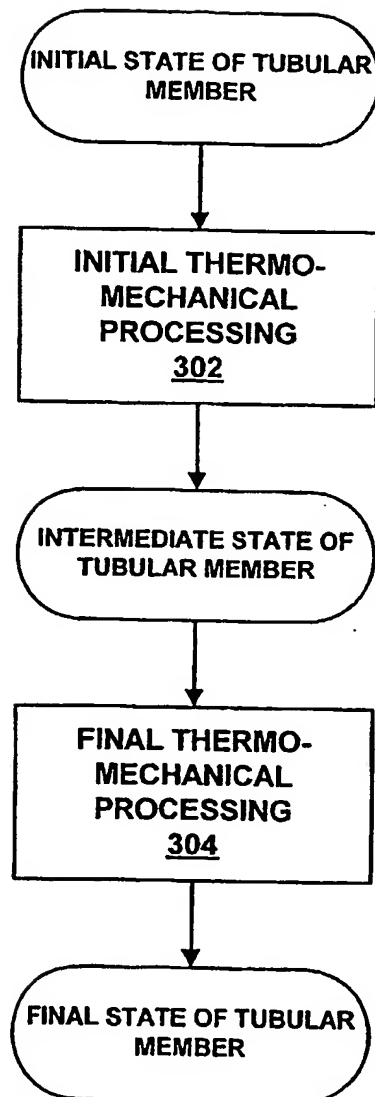 INITIAL STATE OF TUBULAR
MEMBER
INITIAL THERMO-
MECHANICAL
PROCESSING
302
INTERMEDIATE STATE OF
TUBULAR MEMBER
FINAL THERMO-
MECHANICAL
PROCESSING
304
FINAL STATE OF TUBULAR
MEMBER